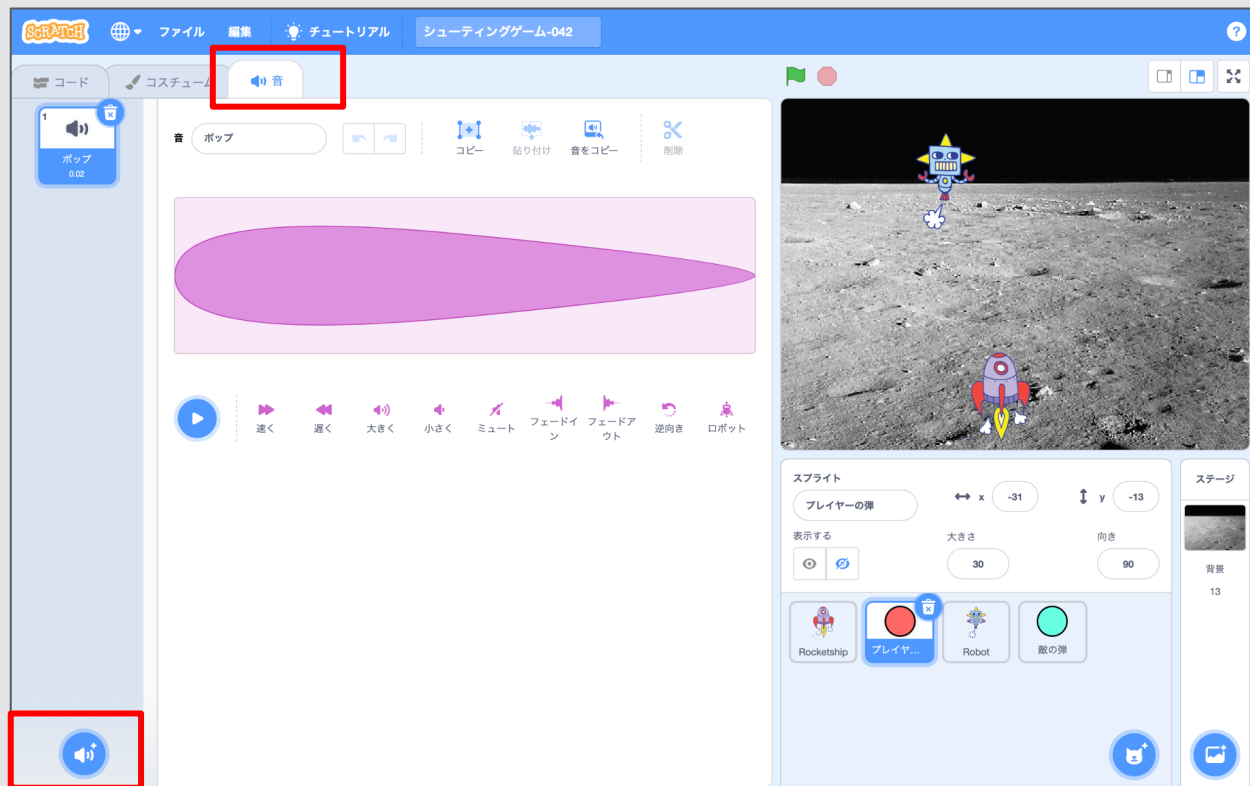 SCRATCH
ファイル 編集 チュートリアル シューティングゲーム-042
?
コード コスチューム 音
1
ポップ
0.02
音 ポップ
コピー 貼り付け 音をコピー 削除
速く 遅く 大きく 小さく ミュート フェードイ
ン フェードア
ウト 逆向き ロボット
スプライト
プレイヤーの弾 x -31 y -13
表示する 大きさ 向き
30 90
Rocketship プレイヤ... Robot 敵の弾
ステージ
背景
13